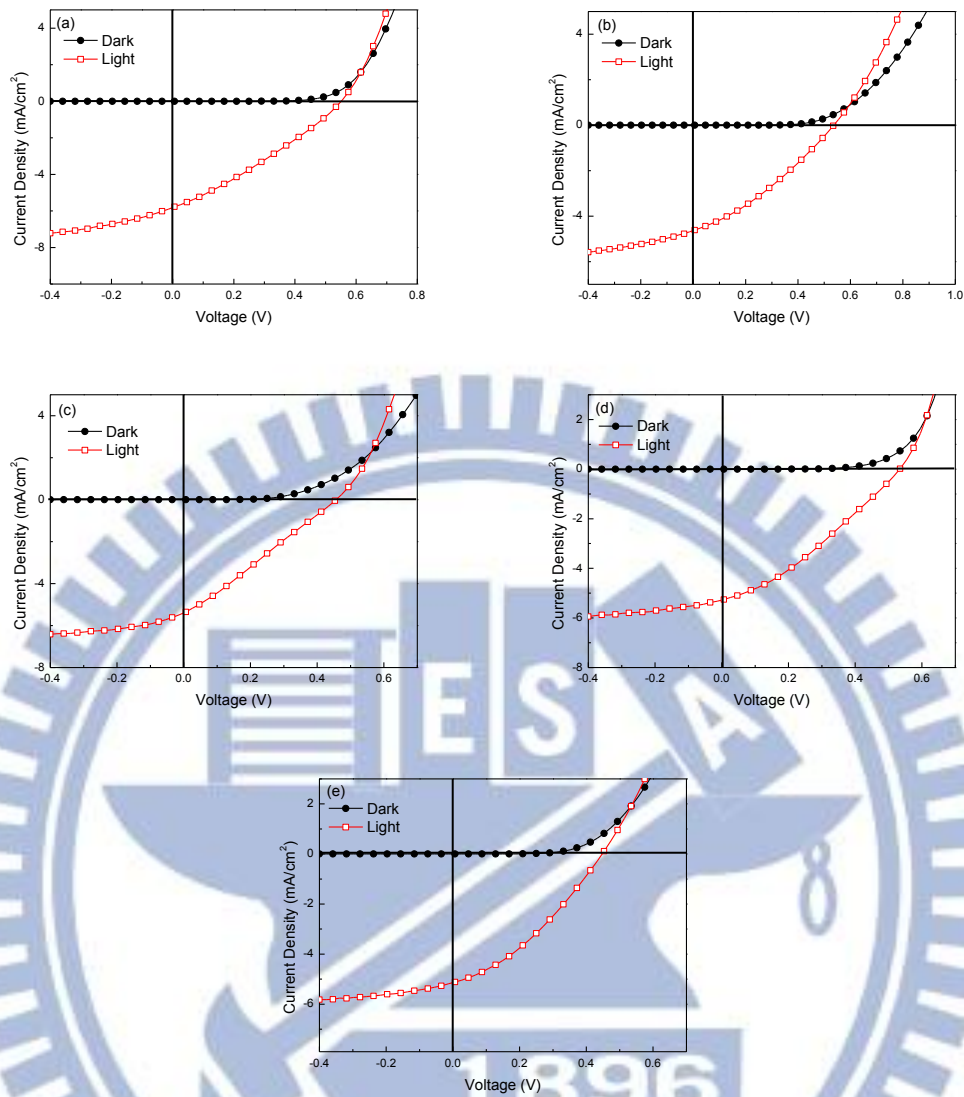 (a)
Dark
Light
4
0
-4
-8
-0.4
-0.2
0.0
0.2
0.4
0.6
0.8
Voltage (V)
Current Density (mA/cm²)
(b)
Dark
Light
4
0
-4
-0.4
-0.2
0.0
0.2
0.4
0.6
0.8
1.0
Voltage (V)
Current Density (mA/cm²)
(c)
Dark
Light
4
0
-4
-8
-0.4
-0.2
0.0
0.2
0.4
0.6
Voltage (V)
Current Density (mA/cm²)
(d)
Dark
Light
2
0
-2
-4
-6
-8
-0.4
-0.2
0.0
0.2
0.4
0.6
Voltage (V)
Current Density (mA/cm²)
E S A
(e)
Dark
Light
2
0
-2
-4
-6
-0.4
-0.2
0.0
0.2
0.4
0.6
Voltage (V)
Current Density (mA/cm²)
1896